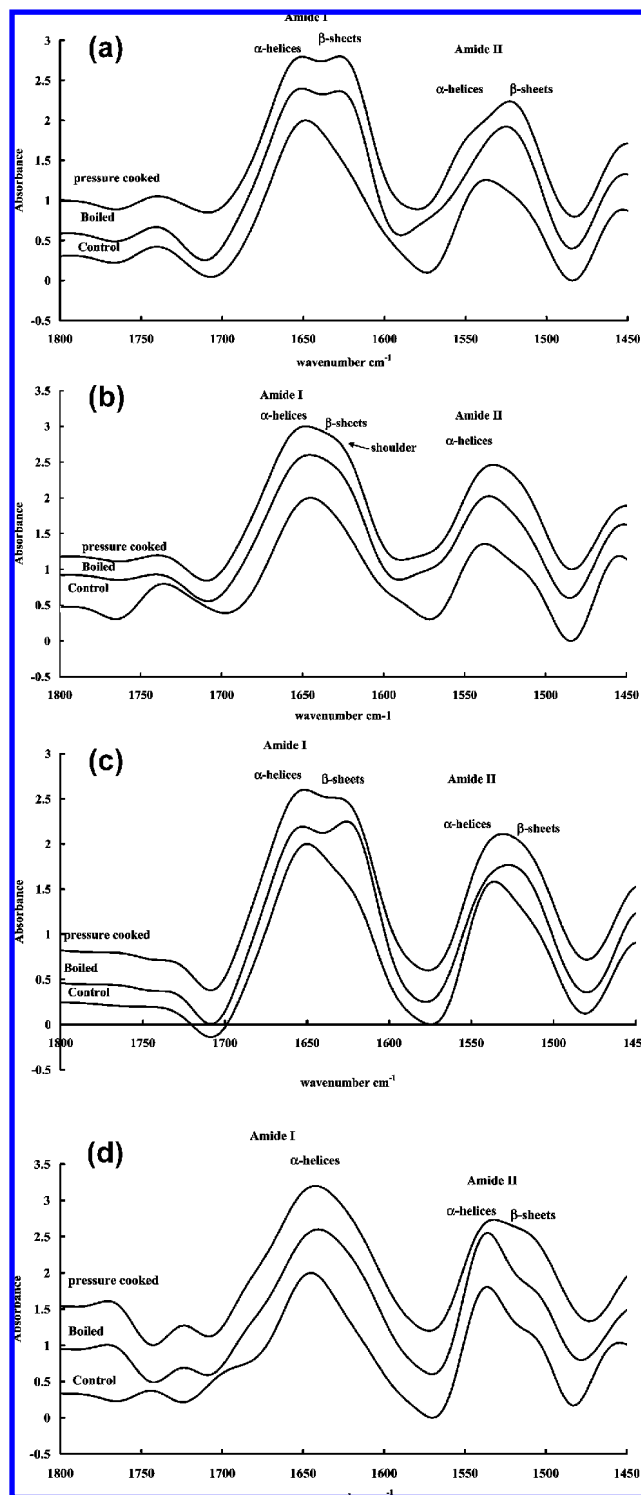 Amide I
(a)
α-helices β-sheets
Amide II
α-helices β-sheets
3
2.5
2
1.5
1
0.5
0
-0.5
pressure cooked
Boiled
Control
Absorbance
1800 1750 1700 1650 1600 1550 1500 1450
wavenumber cm-1
(b)
Amide I
α-helices
β-sheets
shoulder
Amide II
α-helices
3
2.5
2
1.5
1
0.5
0
-0.5
pressure cooked
Boiled
Control
Absorbance
1800 1750 1700 1650 1600 1550 1500 1450
wavenumber cm-1
(c)
Amide I
α-helices β-sheets
Amide II
α-helices β-sheets
3
2.5
2
1.5
1
0.5
0
-0.5
pressure cooked
Boiled
Control
Absorbance
1800 1750 1700 1650 1600 1550 1500 145
wavenumber cm-1
(d)
Amide I
α-helices
Amide II
α-helices β-sheets
3.5
3
2.5
2
1.5
1
0.5
0
-0.5
pressure cooked
Boiled
Control
Absorbance
1800 1750 1700 1650 1600 1550 1500 1450